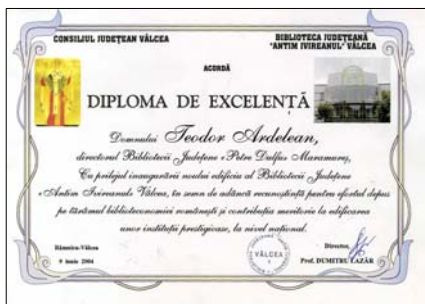 CONSILIUL JUDEȚEAN VÂLCEA
BIBLIOTECA JUDEȚEANĂ
"ANTIM IVIREANUL" VÂLCEA
ACORDĂ
DIPLOMA DE EXCELENȚĂ
Domnului Teodor Ardelean,
directorul Bibliotecii Județene «Petre Dulfu» Maramureș,
Cu prilejul inaugurării noului edificiu al Bibliotecii Județene
«Antim Ivireanul» Vâlcea, în semn de adâncă recunoștință pentru efortul depus
pe tărâmul biblioteconomiei românești și contribuția meritorie la edificarea
unor instituții prestigioase, la nivel național.
Râmnicu-Vâlcea
9 iunie 2004
VÂLCEA
Director,
Prof. DUMITRU LAZĂR